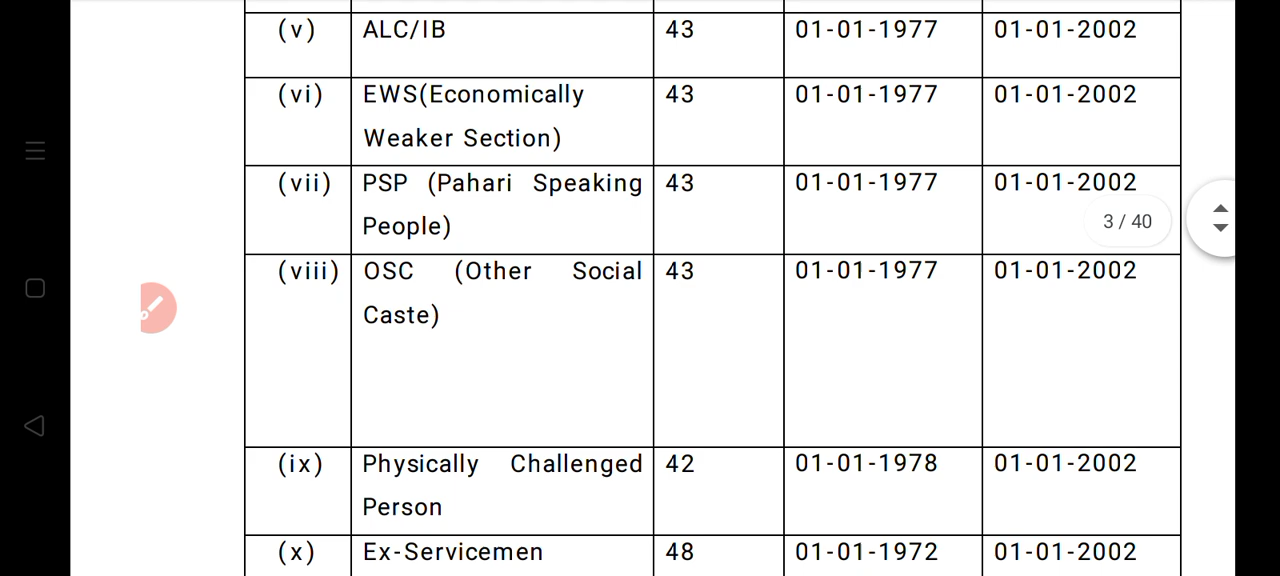 (v) ALC/IB 43 01-01-1977 01-01-2002
(vi) EWS(Economically 43 01-01-1977 01-01-2002
Weaker Section)
(vii) PSP (Pahari Speaking 43 01-01-1977 01-01-2002
People)
3 / 40
(viii) OSC (Other Social 43 01-01-1977 01-01-2002
Caste)
(ix) Physically Challenged 42 01-01-1978 01-01-2002
Person
(x) Ex-Servicemen 48 01-01-1972 01-01-2002